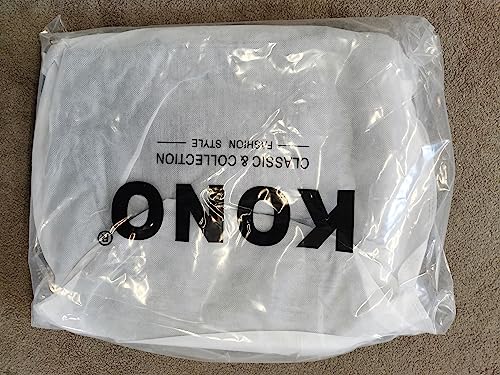 KONO®
CLASSIC & COLLECTION
— FASHION STYLE —